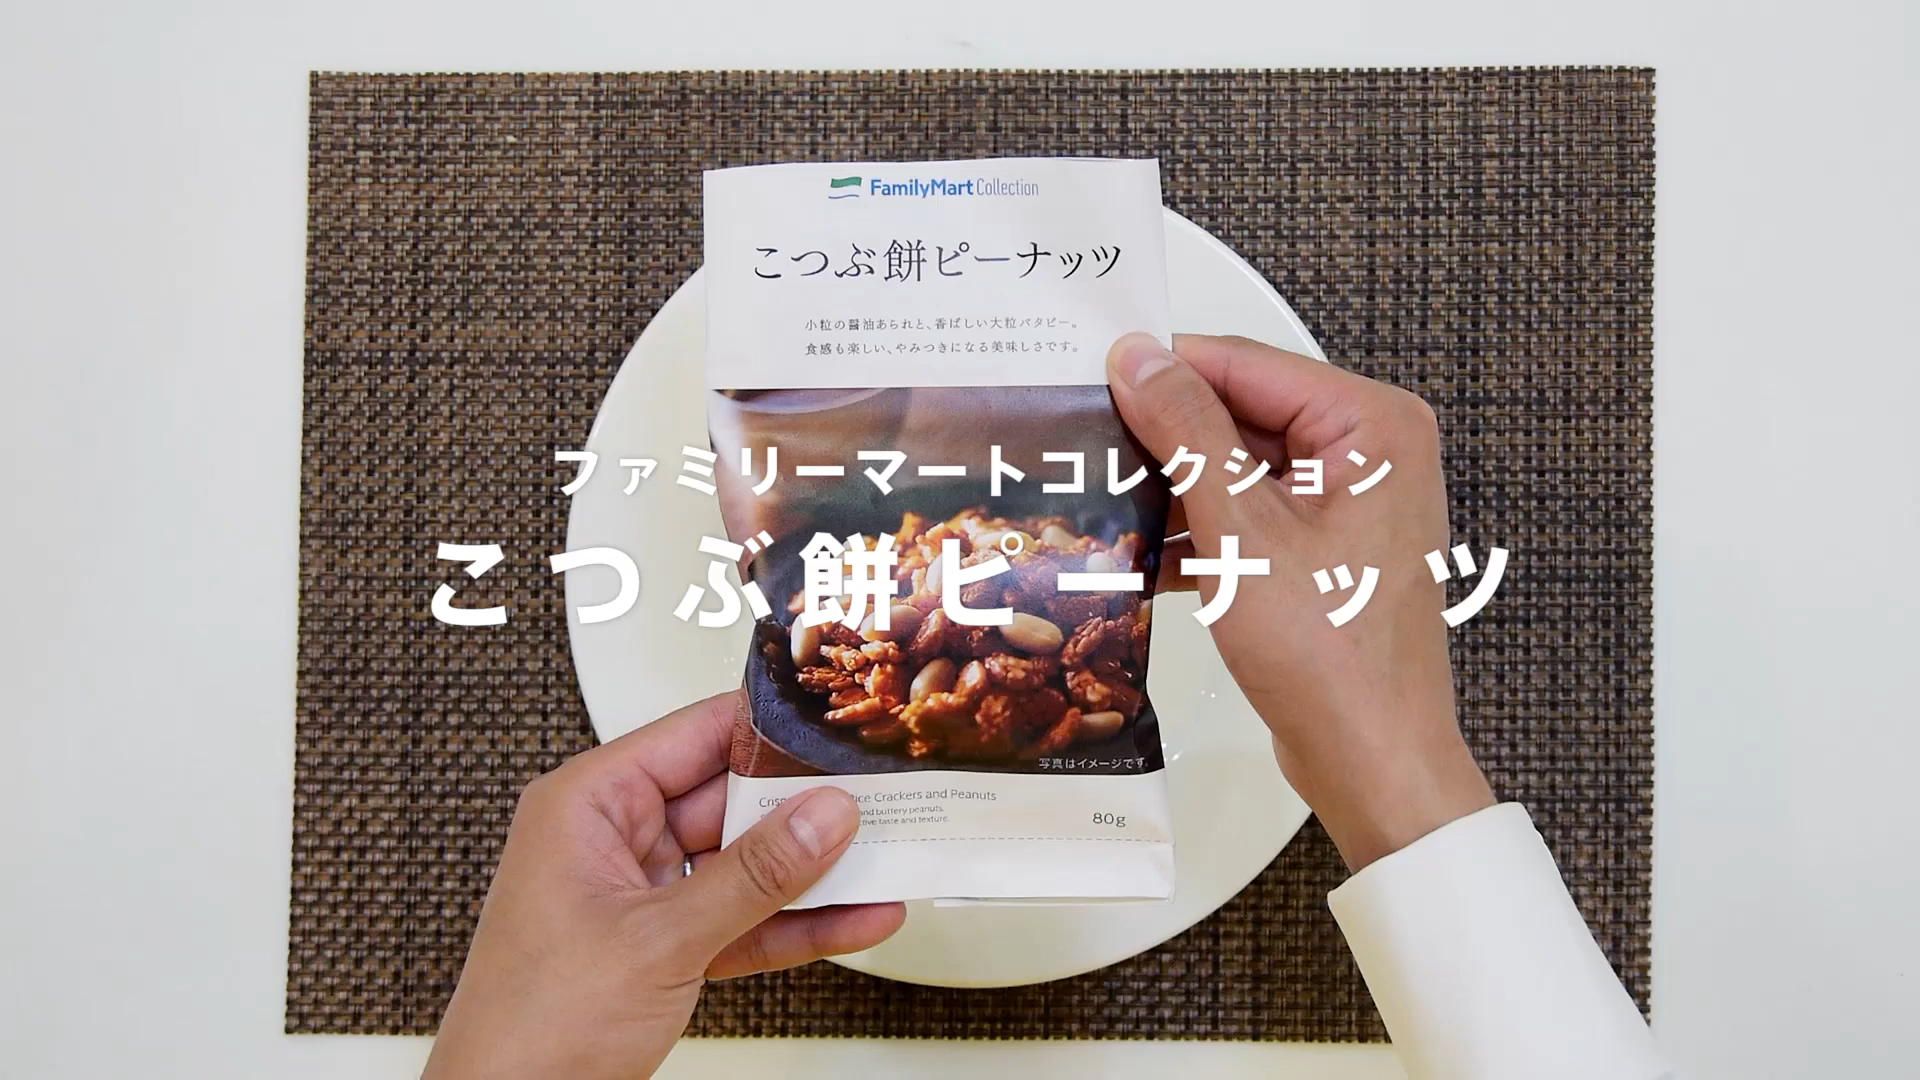 FamilyMart Collection
こつぶ餅ピーナッツ
小粒の醤油あられと、香ばしい大粒バタピー。
食感も楽しい、やみつきになる美味しさです。
ファミリーマートコレクション
こつぶ餅ピーナッツ
写真はイメージです。
Rice Crackers and Peanuts
and buttery peanuts.
taste and texture.
80g